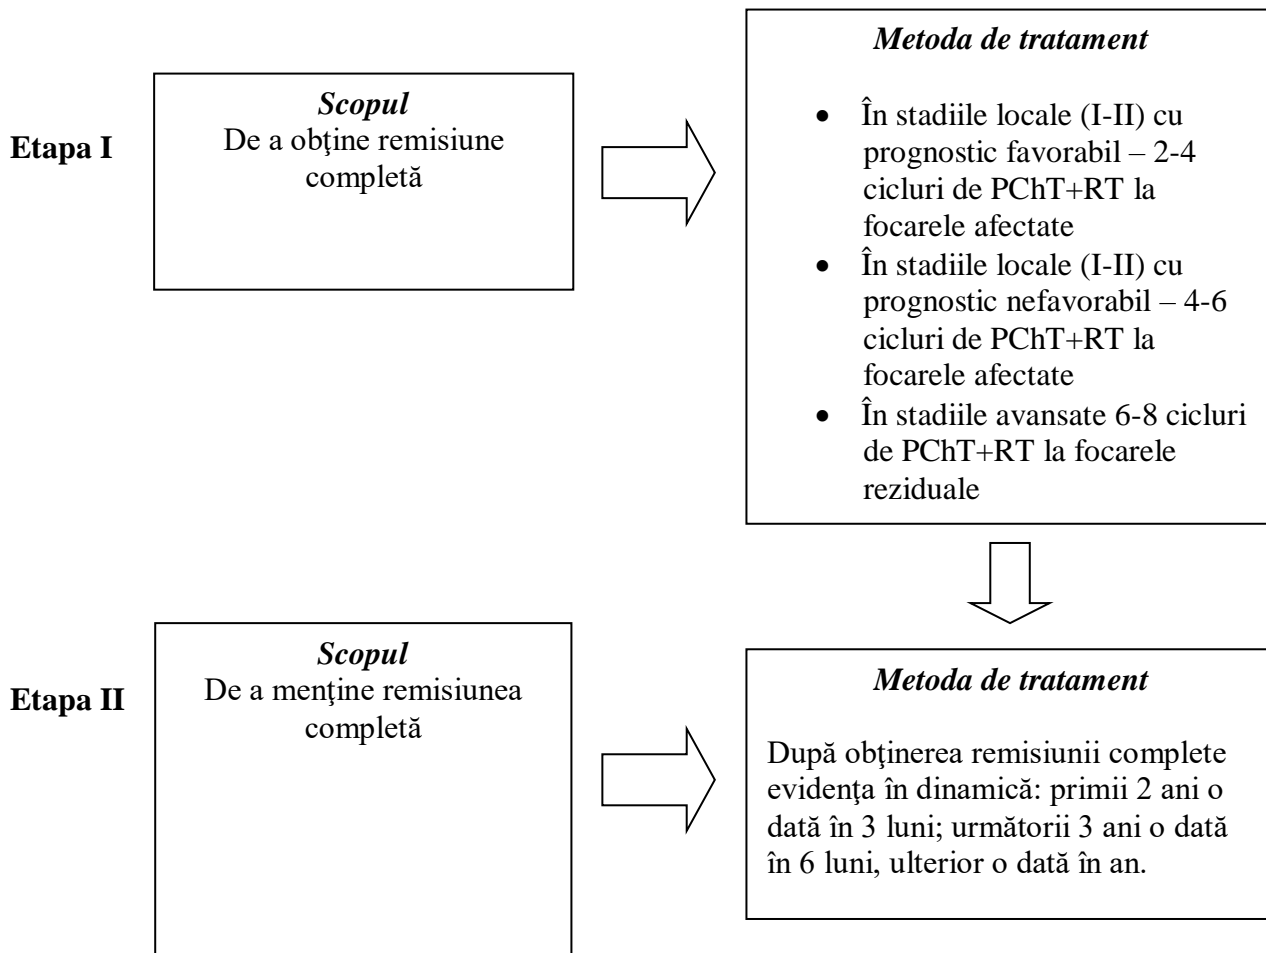 Etapa I
Scopul
De a obţine remisiune
completă
Metoda de tratament
• În stadiile locale (I-II) cu
prognostic favorabil – 2-4
cicluri de PChT+RT la
focarele afectate
• În stadiile locale (I-II) cu
prognostic nefavorabil – 4-6
cicluri de PChT+RT la
focarele afectate
• În stadiile avansate 6-8 cicluri
de PChT+RT la focarele
reziduale
Etapa II
Scopul
De a menţine remisiunea
completă
Metoda de tratament
După obţinerea remisiunii complete
evidenţa în dinamică: primii 2 ani o
dată în 3 luni; următorii 3 ani o dată
în 6 luni, ulterior o dată în an.